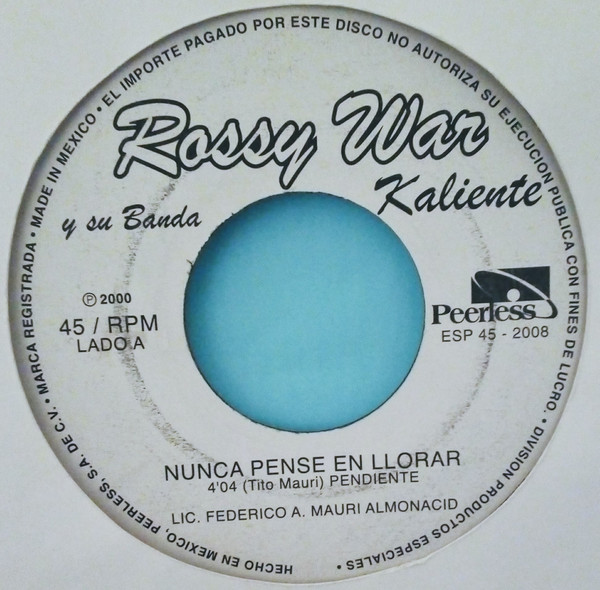 HECHO EN MEXICO, PEERLESS, S.A. DE C.V. • MARCA REGISTRADA • MADE IN MEXICO • EL IMPORTE PAGADO POR ESTE DISCO NO AUTORIZA SU EJECUCION PUBLICA CON FINES DE LUCRO. • DIVISION PRODUCTOS ESPECIALES •
Rossy War
y su Banda Kaliente
℗ 2000
45 / RPM
LADO A
Peerless
ESP 45 - 2008
NUNCA PENSE EN LLORAR
4'04 (Tito Mauri) PENDIENTE
LIC. FEDERICO A. MAURI ALMONACID